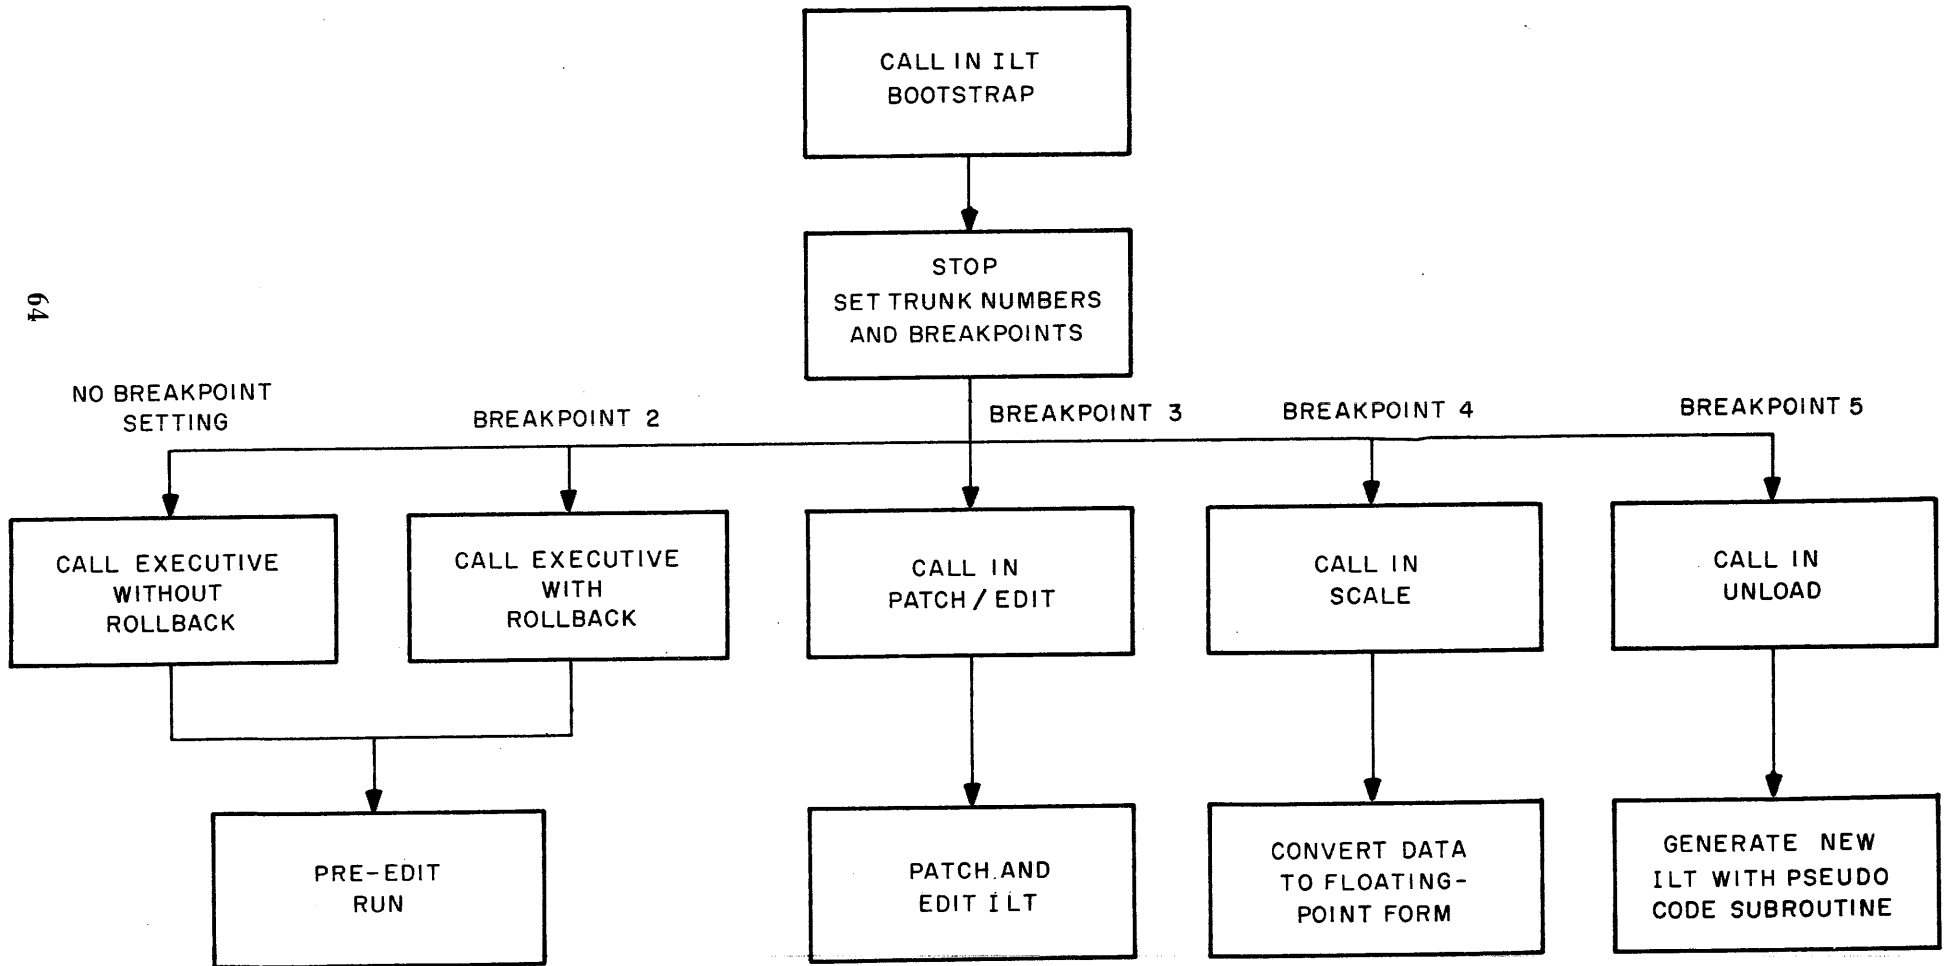 CALL IN ILT
BOOTSTRAP
STOP
SET TRUNK NUMBERS
AND BREAKPOINTS
64
NO BREAKPOINT
SETTING
BREAKPOINT 2
BREAKPOINT 3
BREAKPOINT 4
BREAKPOINT 5
CALL EXECUTIVE
WITHOUT
ROLLBACK
CALL EXECUTIVE
WITH
ROLLBACK
CALL IN
PATCH / EDIT
CALL IN
SCALE
CALL IN
UNLOAD
PRE-EDIT
RUN
PATCH AND
EDIT ILT
CONVERT DATA
TO FLOATING-
POINT FORM
GENERATE NEW
ILT WITH PSEUDO
CODE SUBROUTINE